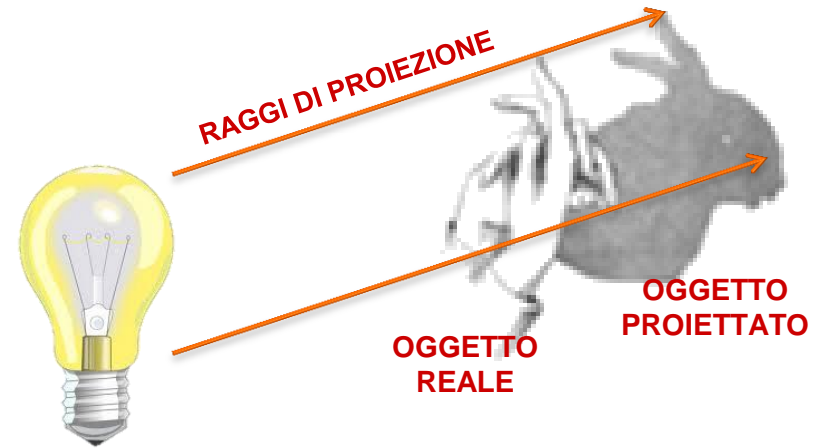 RAGGI DI PROIEZIONE
OGGETTO
PROIETTATO
OGGETTO
REALE